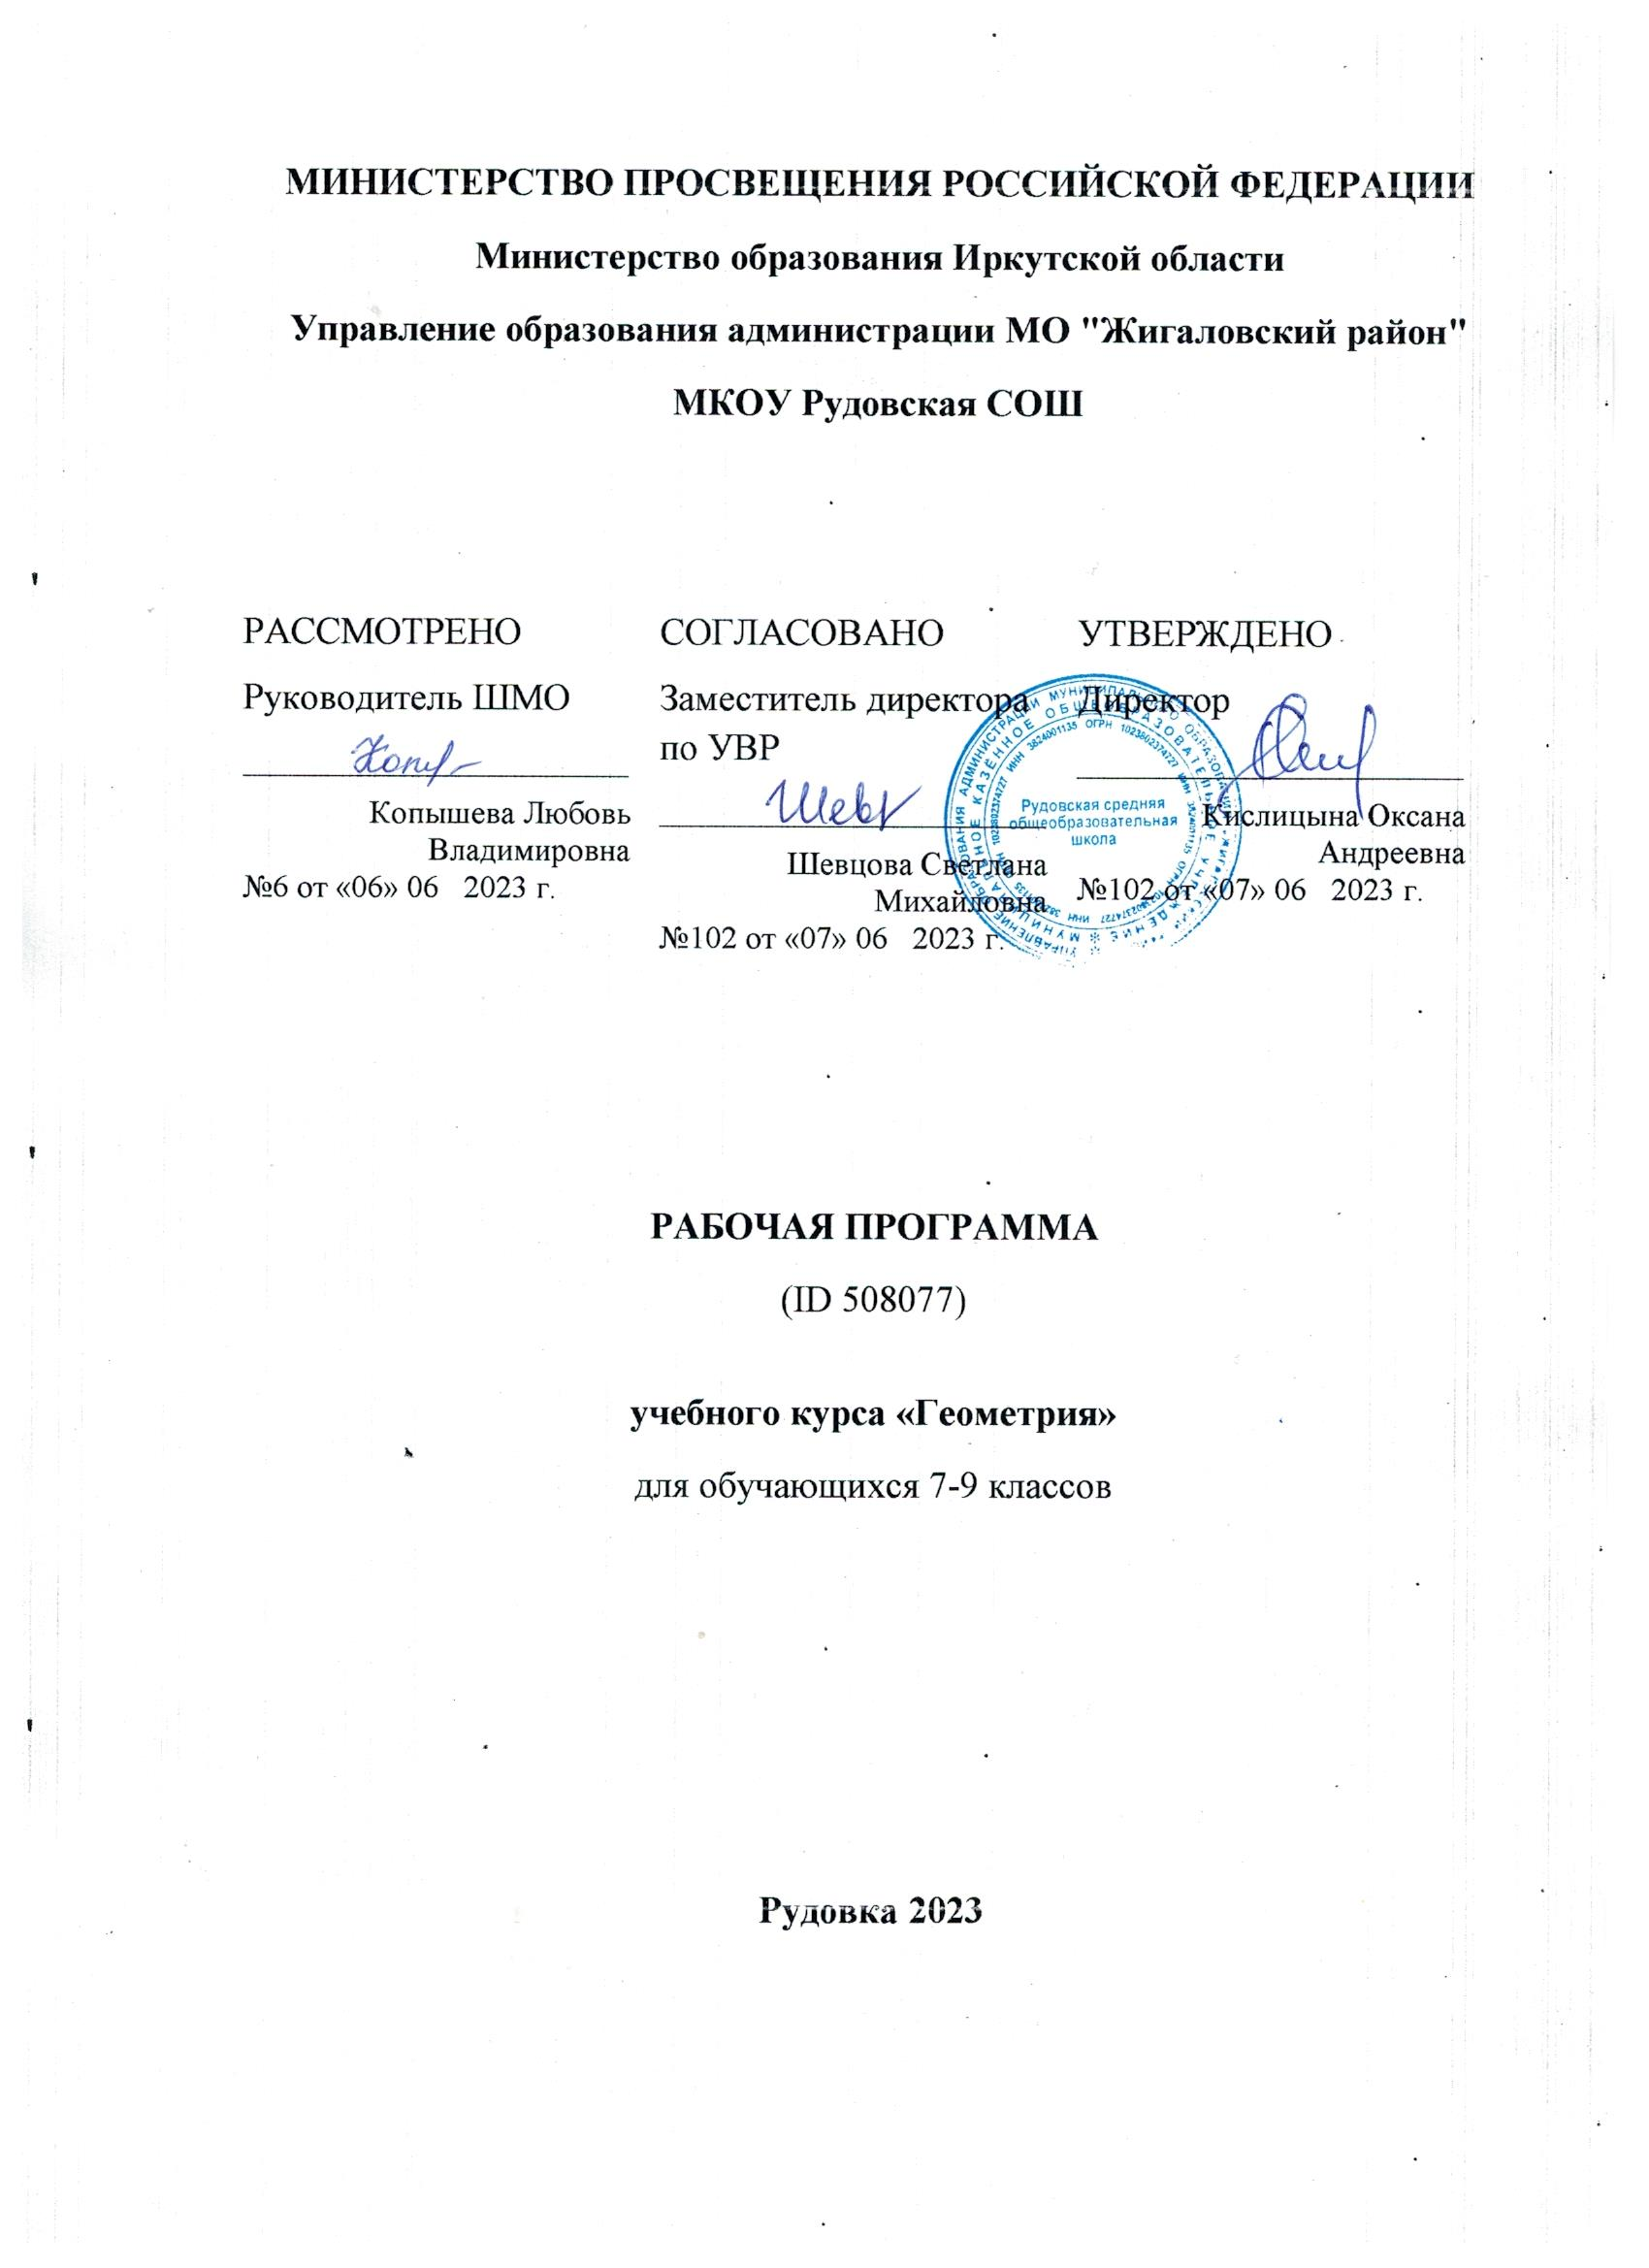 МИНИСТЕРСТВО ПРОСВЕЩЕНИЯ РОССИЙСКОЙ ФЕДЕРАЦИИ
Министерство образования Иркутской области
Управление образования администрации МО "Жигаловский район"
МКОУ Рудовская СОШ
РАССМОТРЕНО
Руководитель ШМО
Копышева Любовь
Владимировна
№6 от «06» 06 2023 г.
СОГЛАСОВАНО
Заместитель директора
по УВР
Шевцова Светлана
Михайловна
№102 от «07» 06 2023 г.
УТВЕРЖДЕНО
Директор
Кислицына Оксана
Андреевна
№102 от «07» 06 2023 г.
Рудовская средняя
общеобразовательная
школа
РАБОЧАЯ ПРОГРАММА
(ID 508077)
учебного курса «Геометрия»
для обучающихся 7-9 классов
Рудовка 2023